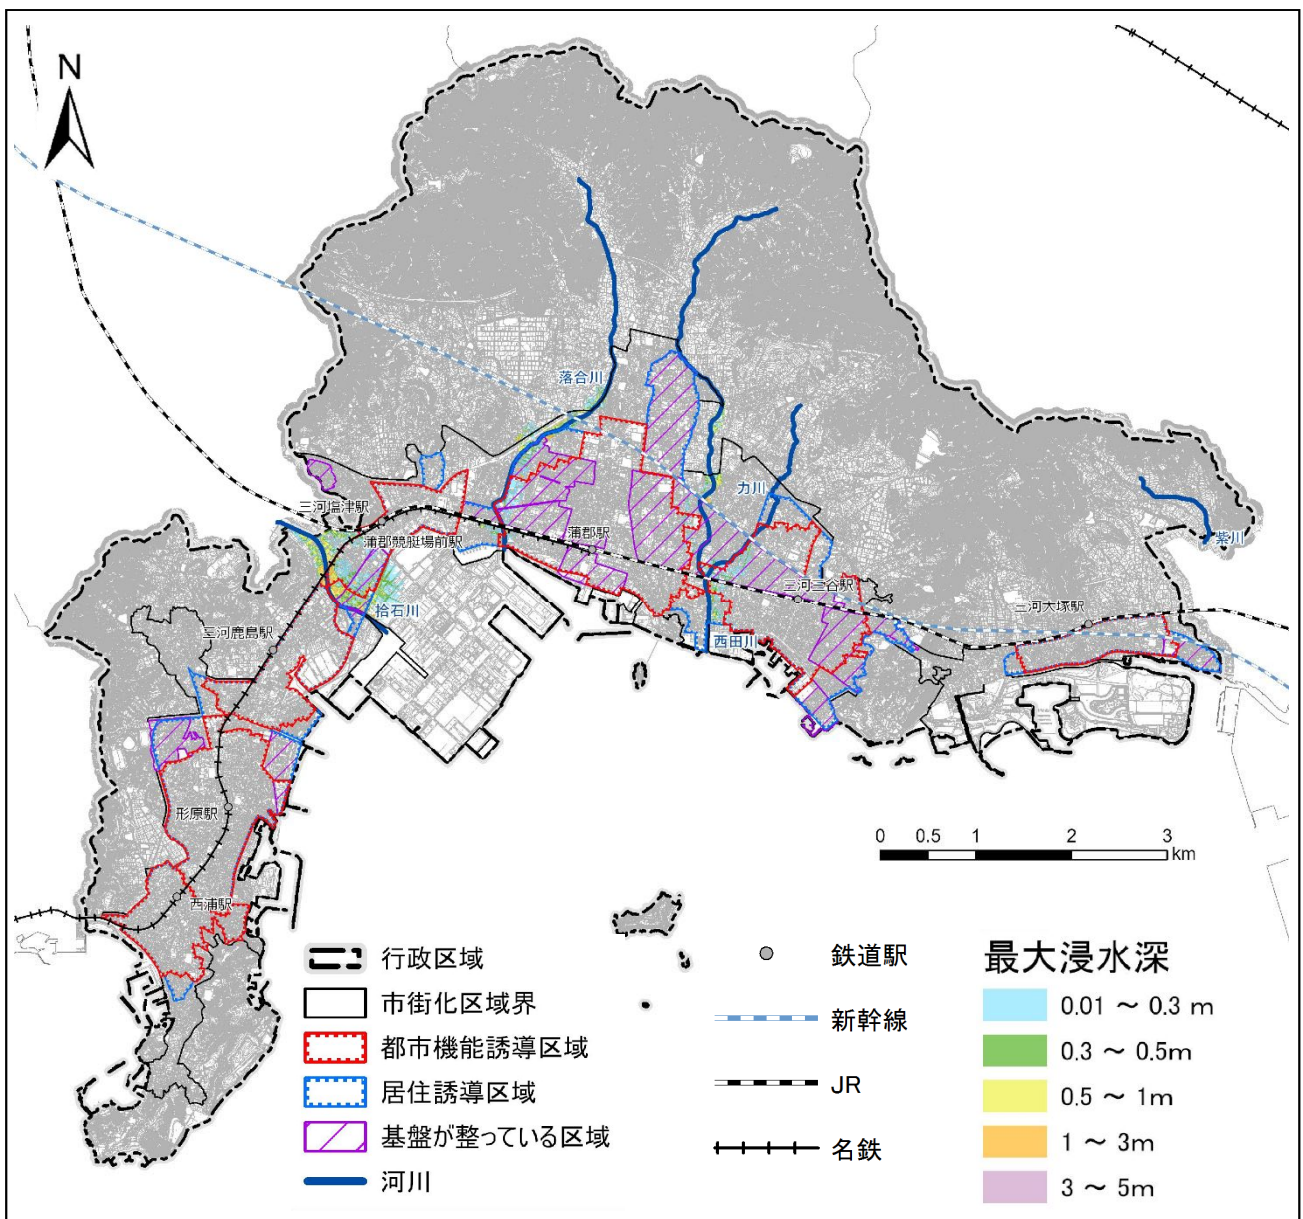 N
落合川
力川
三河塩津駅
蒲郡競艇場前駅
蒲郡駅
紫川
三河三谷駅
三河大塚駅
拾石川
三河鹿島駅
西田川
形原駅
西浦駅
0 0.5 1 2 3
km
行政区域
市街化区域界
都市機能誘導区域
居住誘導区域
基盤が整っている区域
河川
鉄道駅
新幹線
JR
名鉄
最大浸水深
0.01 ～ 0.3 m
0.3 ～ 0.5m
0.5 ～ 1m
1 ～ 3m
3 ～ 5m